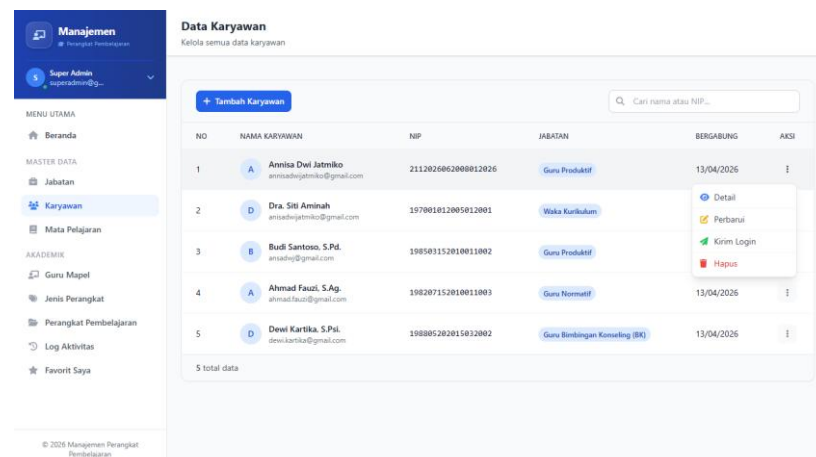 Manajemen
Perangkat Pembelajaran
S
Super Admin
superadmin@g...
MENU UTAMA
Beranda
MASTER DATA
Jabatan
Karyawan
Mata Pelajaran
AKADEMIK
Guru Mapel
Jenis Perangkat
Perangkat Pembelajaran
Log Aktivitas
Favorit Saya
© 2026 Manajemen Perangkat
Pembelajaran
Data Karyawan
Kelola semua data karyawan
+ Tambah Karyawan
Cari nama atau NIP...
NO NAMA KARYAWAN NIP JABATAN BERGABUNG AKSI
1 A Annisa Dwi Jatmiko 2112026062008012026 Guru Produktif 13/04/2026
annisadwijatmiko@gmail.com
2 D Dra. Siti Aminah 197001012005012001 Waka Kurikulum
anisadwijatmiko@gmail.com
3 B Budi Santoso, S.Pd. 198503152010011002 Guru Produktif
ansadwj@gmail.com
4 A Ahmad Fauzi, S.Ag. 198207152010011003 Guru Normatif 13/04/2026
ahmad.fauzi@gmail.com
5 D Dewi Kartika, S.Psi. 198805202015032002 Guru Bimbingan Konseling (BK) 13/04/2026
dewi.kartika@gmail.com
Detail
Perbarui
Kirim Login
Hapus
5 total data